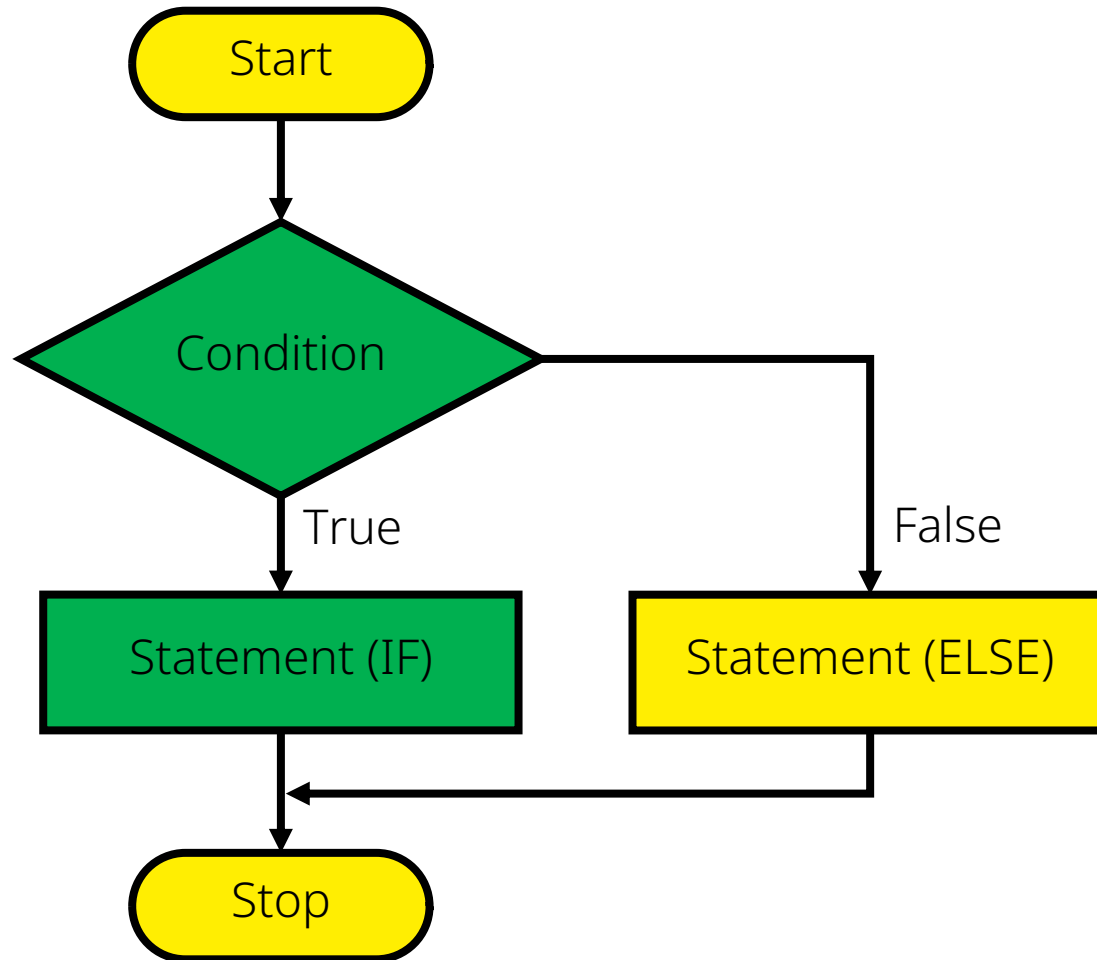 Start
Condition
True
False
Statement (IF)
Statement (ELSE)
Stop